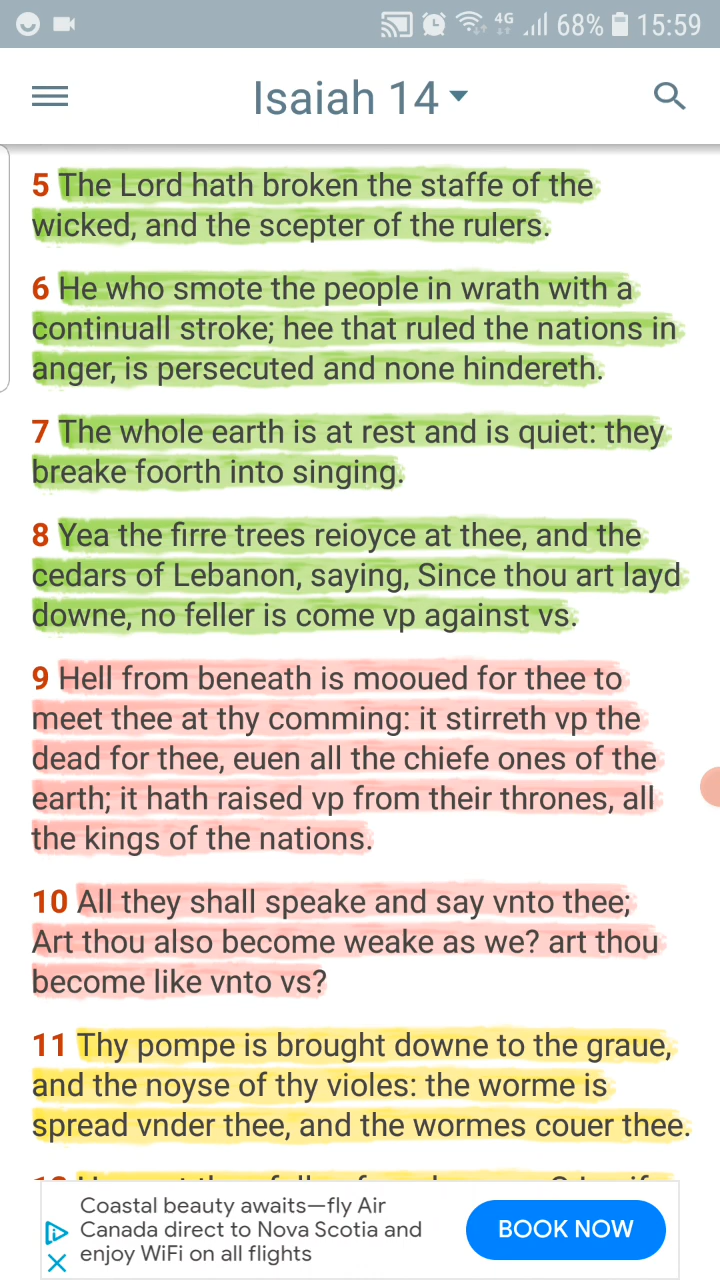 4G 68% 15:59
Isaiah 14
5 The Lord hath broken the staffe of the
wicked, and the scepter of the rulers.
6 He who smote the people in wrath with a
continuall stroke; hee that ruled the nations in
anger, is persecuted and none hindereth.
7 The whole earth is at rest and is quiet: they
breake foorth into singing.
8 Yea the firre trees reioyce at thee, and the
cedars of Lebanon, saying, Since thou art layd
downe, no feller is come vp against vs.
9 Hell from beneath is mooued for thee to
meet thee at thy comming: it stirreth vp the
dead for thee, euen all the chiefe ones of the
earth; it hath raised vp from their thrones, all
the kings of the nations.
10 All they shall speake and say vnto thee;
Art thou also become weake as we? art thou
become like vnto vs?
11 Thy pompe is brought downe to the graue,
and the noyse of thy violes: the worme is
spread vnder thee, and the wormes couer thee.
Coastal beauty awaits—fly Air
Canada direct to Nova Scotia and
enjoy WiFi on all flights
BOOK NOW